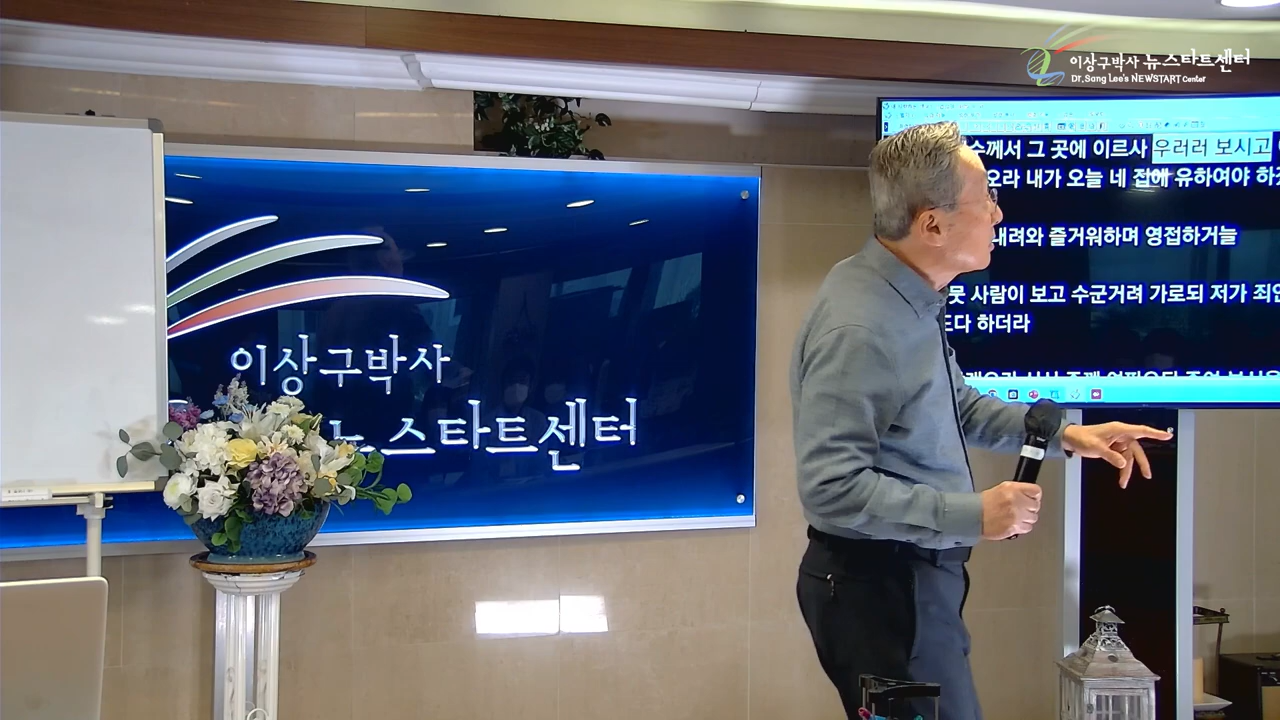 이상구박사 뉴스타트센터
Dr. Sang Lee's NEWSTART Center
수께서 그 곳에 이르사 우러러 보시고
오라 내가 오늘 네 집에 유하여야 하
내려와 즐거워하며 영접하거늘
뭇 사람이 보고 수군거려 가로되 저가 죄인
도다 하더라
이상구박사
뉴스타트센터